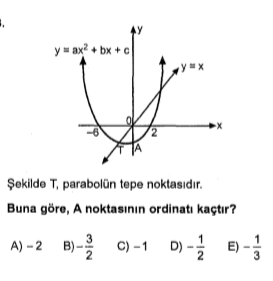 y
y = ax² + bx + c
y = x
0
x
-6
2
T
A
Şekilde T, parabolün tepe noktasıdır.
Buna göre, A noktasının ordinatı kaçtır?
A) -2 B) -3/2 C) -1 D) -1/2 E) -1/3